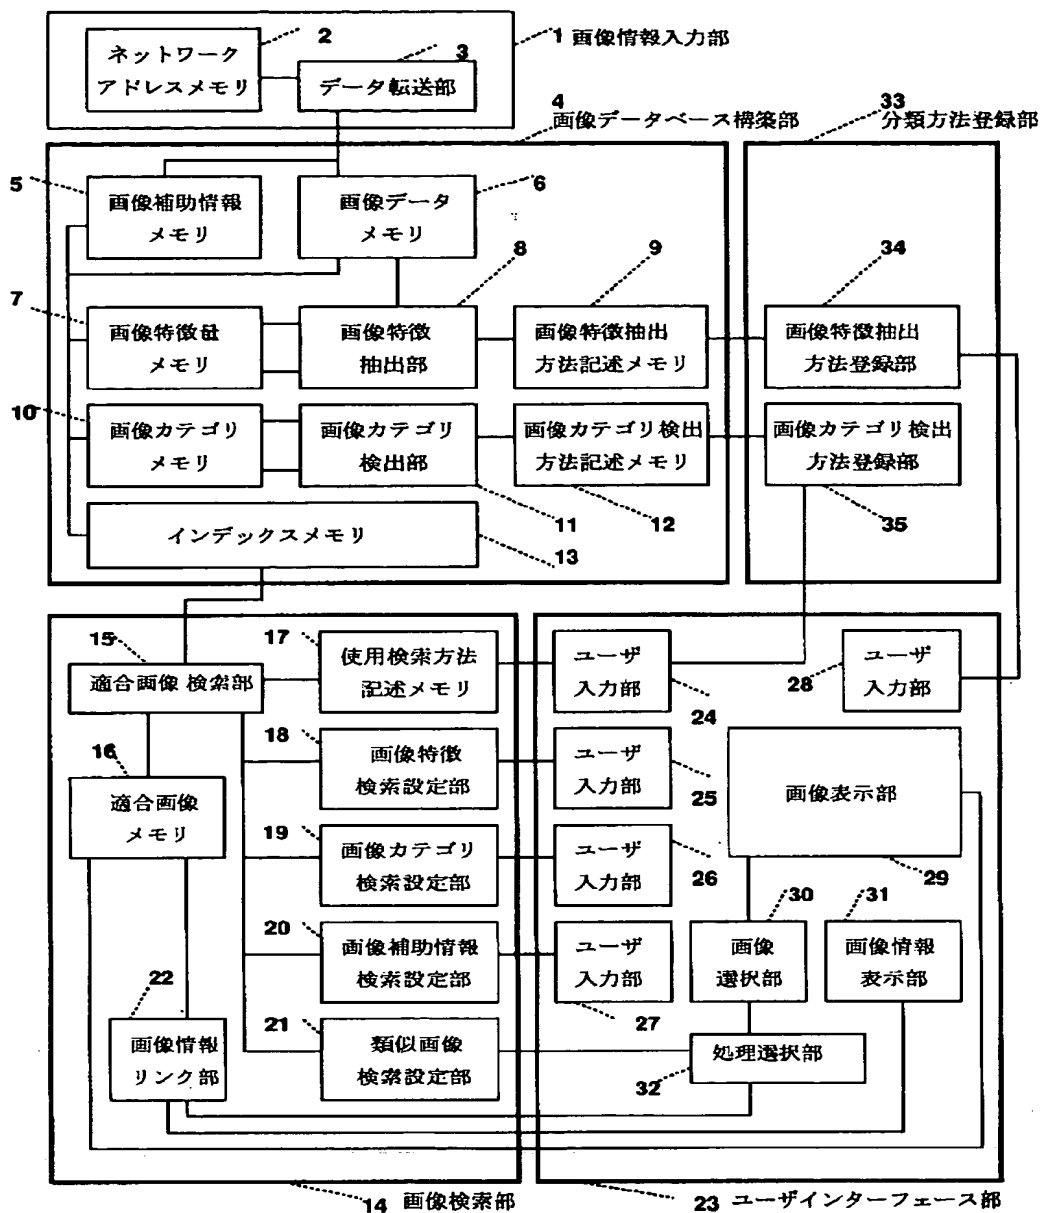 2
ネットワーク
アドレスメモリ
3
データ転送部
1 画像情報入力部
4
画像データベース構築部
33
分類方法登録部
5
画像補助情報
メモリ
画像データ
メモリ
6
8
9
34
7
画像特徴量
メモリ
画像特徴
抽出部
画像特徴抽出
方法記述メモリ
画像特徴抽出
方法登録部
10
画像カテゴリ
メモリ
画像カテゴリ
検出部
画像カテゴリ検出
方法記述メモリ
画像カテゴリ検出
方法登録部
11
12
35
インデックスメモリ
13
15
適合画像検索部
17
使用検索方法
記述メモリ
ユーザ
入力部
24
28
ユーザ
入力部
16
適合画像
メモリ
18
画像特徴
検索設定部
ユーザ
入力部
25
画像表示部
29
19
画像カテゴリ
検索設定部
ユーザ
入力部
26
20
画像補助情報
検索設定部
ユーザ
入力部
27
30
画像
選択部
31
画像情報
表示部
22
画像情報
リンク部
21
類似画像
検索設定部
処理選択部
32
14 画像検索部
23 ユーザインターフェース部